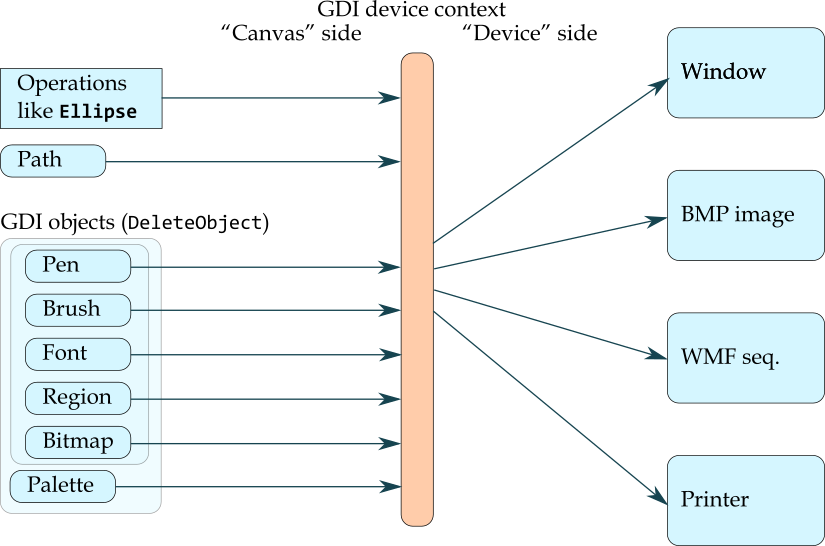 GDI device context
“Canvas” side
“Device” side
Operations
like Ellipse
Path
GDI objects (DeleteObject)
Pen
Brush
Font
Region
Bitmap
Palette
Window
BMP image
WMF seq.
Printer